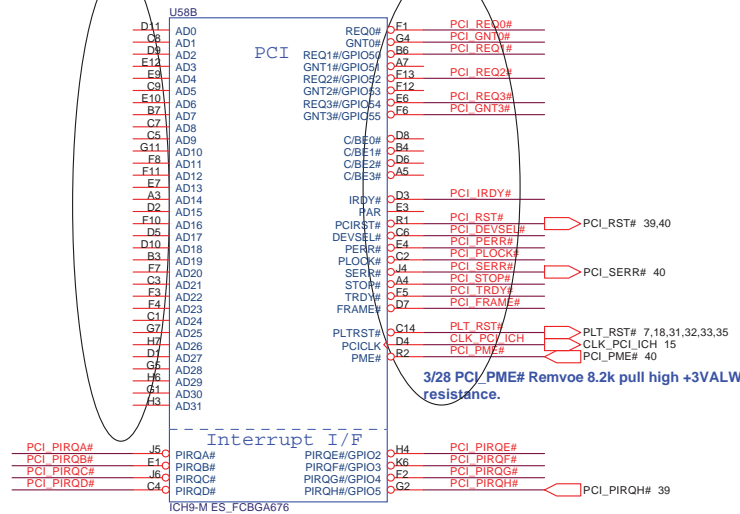 U58B
D11 AD0 REQ0# F1 PCI_REQ0#
C8 AD1 GNT0# G4 PCI_GNT0#
D9 AD2 PCI REQ1#/GPIO50 B6 PCI_REQ1#
E12 AD3 GNT1#/GPIO51 A7
E9 AD4 REQ2#/GPIO52 F13 PCI_REQ2#
C9 AD5 GNT2#/GPIO53 F12
E10 AD6 REQ3#/GPIO54 E6 PCI_REQ3#
B7 AD7 GNT3#/GPIO55 F6 PCI_GNT3#
C7 AD8
C5 AD9 C/BE0# D8
G11 AD10 C/BE1# B4
F8 AD11 C/BE2# D6
F11 AD12 C/BE3# A5
E7 AD13
A3 AD14 IRDY# D3 PCI_IRDY#
D2 AD15 PAR E3
F10 AD16 PCIRST# R1 PCI_RST# PCI_RST# 39,40
D5 AD17 DEVSEL# C6 PCI_DEVSEL#
D10 AD18 PERR# E4 PCI_PERR#
B3 AD19 PLOCK# C2 PCI_PLOCK#
F7 AD20 SERR# J4 PCI_SERR# PCI_SERR# 40
C3 AD21 STOP# A4 PCI_STOP#
F3 AD22 TRDY# F5 PCI_TRDY#
F4 AD23 FRAME# D7 PCI_FRAME#
C1 AD24
G7 AD25 PLTRST# C14 PLT_RST# PLT_RST# 7,18,31,32,33,35
H7 AD26 PCICLK D4 CLK_PCI_ICH CLK_PCI_ICH 15
D1 AD27 PME# R2 PCI_PME# PCI_PME# 40
G5 AD28
H6 AD29
G1 AD30
H3 AD31
3/28 PCI_PME# Remvoe 8.2k pull high +3VALW
resistance.
Interrupt I/F
PCI_PIRQA# J5 PIRQA# PIRQE#/GPIO2 H4 PCI_PIRQE#
PCI_PIRQB# E1 PIRQB# PIRQF#/GPIO3 K6 PCI_PIRQF#
PCI_PIRQC# J6 PIRQC# PIRQG#/GPIO4 F2 PCI_PIRQG#
PCI_PIRQD# C4 PIRQD# PIRQH#/GPIO5 G2 PCI_PIRQH# PCI_PIRQH# 39
ICH9-M ES_FCBGA676